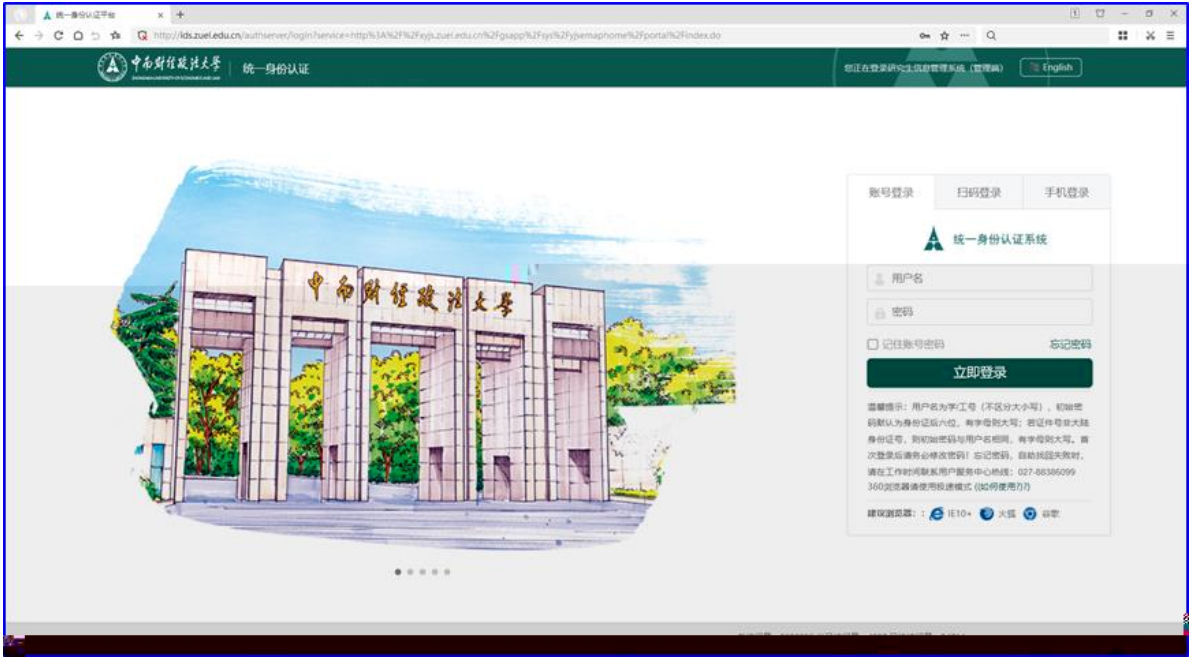 统一身份认证平台
http://ids.zuel.edu.cn/authserver/login?service=http%3A%2F%2Fxyjs.zuel.edu.cn%2Fgsapp%2Fsys%2Fyjsemaphome%2Fportal%2Findex.do
中南财经政法大学 统一身份认证
您正在登录研究生信息管理系统（管理端） English
账号登录 扫码登录 手机登录
统一身份认证系统
中南财经政法大学
用户名
密码
记住账号密码 忘记密码
立即登录
温馨提示：用户名为学/工号（不区分大小写），初始密
码默认为身份证后六位，有字母则大写；若证件号非大陆
身份证号，则初始密码与用户名相同，有字母则大写。首
次登录后请务必修改密码！忘记密码，自助找回失败时，
请在工作时间联系用户服务中心热线：027-88386099
360浏览器请使用极速模式 (如何使用?)
建议浏览器：： IE10+ 火狐 谷歌